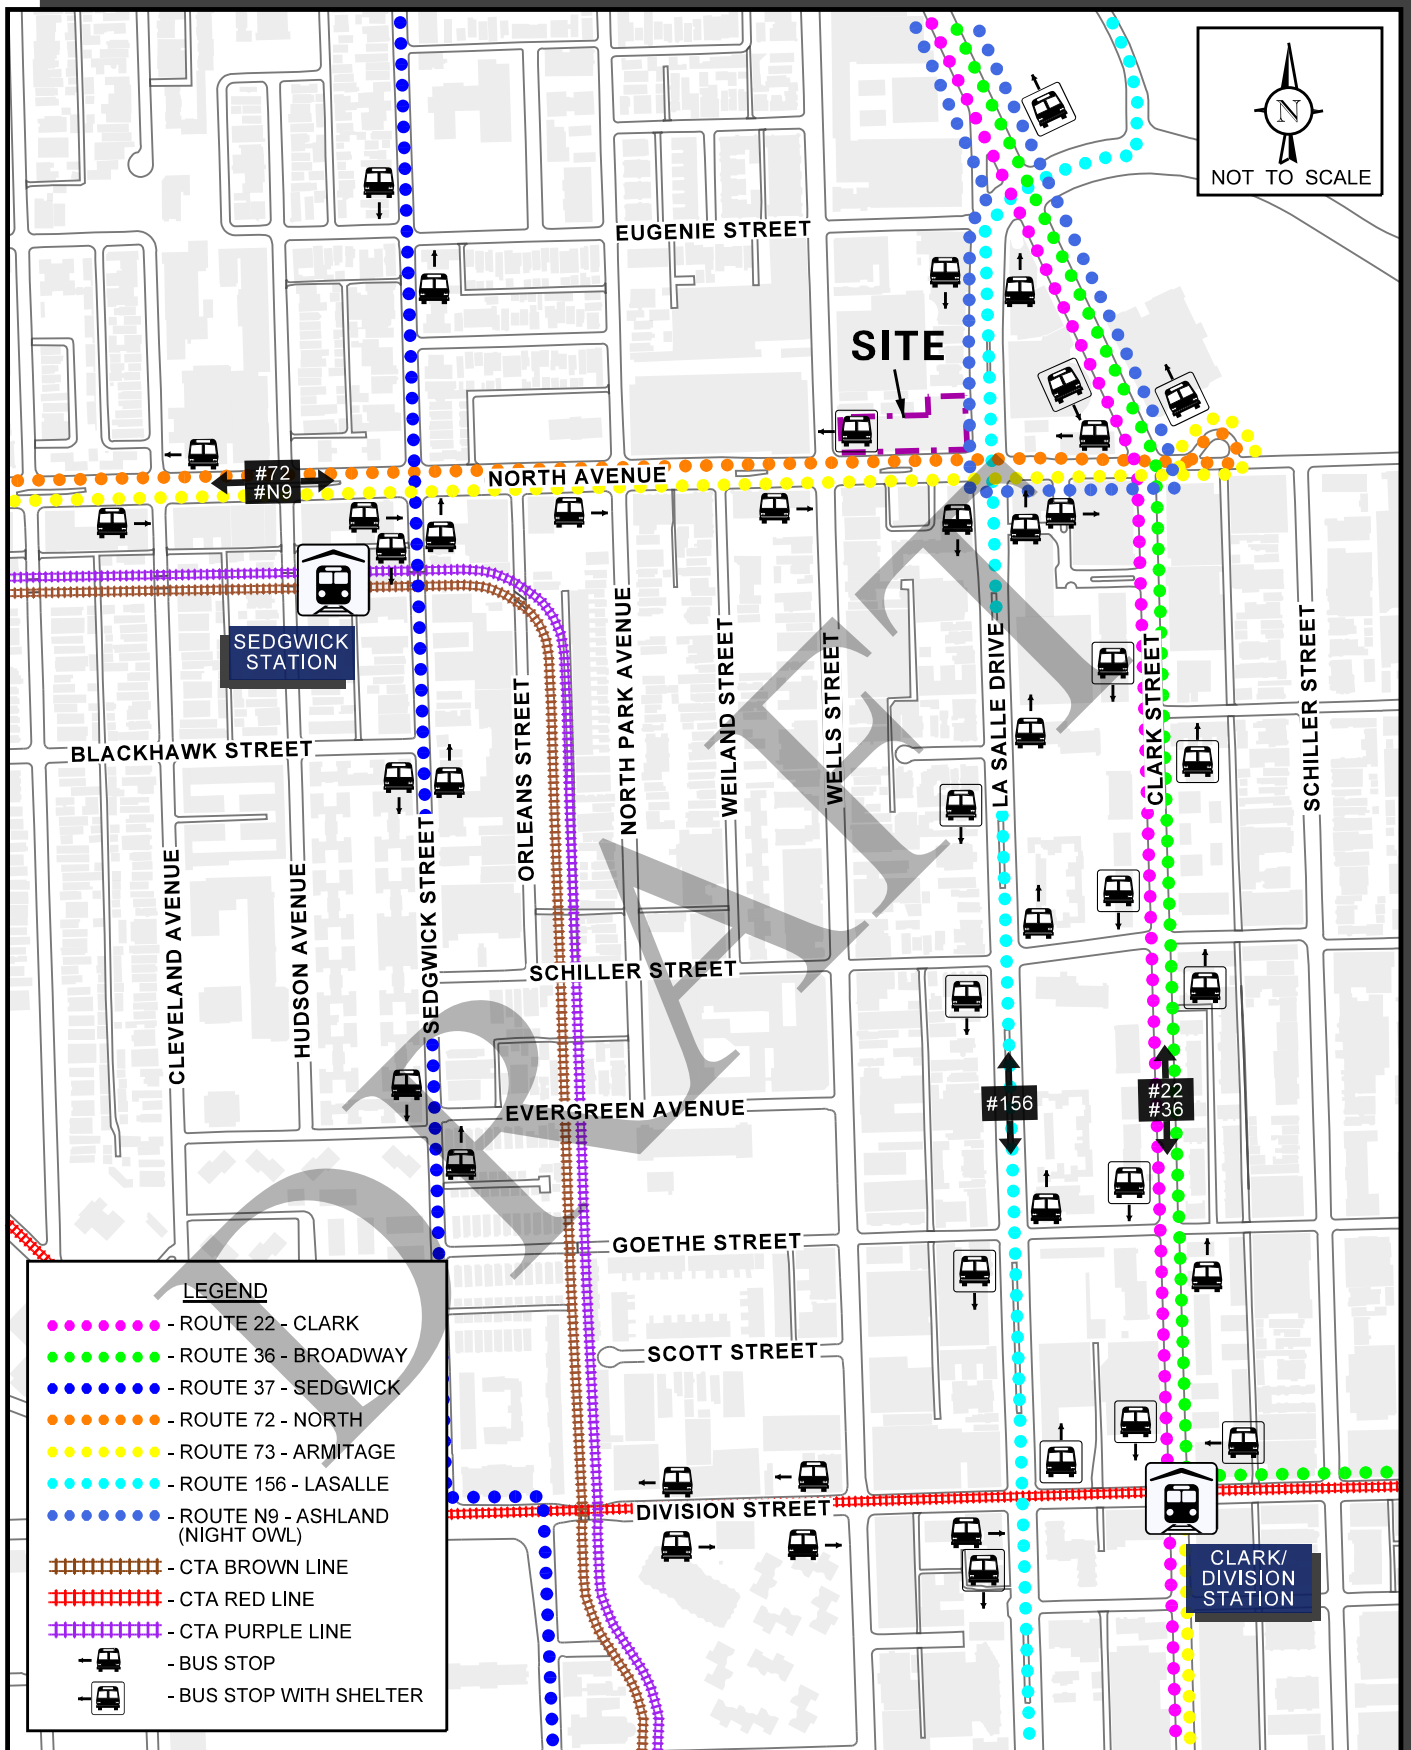 N
NOT TO SCALE
EUGENIE STREET
SITE
#72
#N9
NORTH AVENUE
SEDGWICK
STATION
BLACKHAWK STREET
CLEVELAND AVENUE
HUDSON AVENUE
SEDGWICK STREET
ORLEANS STREET
NORTH PARK AVENUE
WEILAND STREET
WELLS STREET
LA SALLE DRIVE
CLARK STREET
SCHILLER STREET
SCHILLER STREET
EVERGREEN AVENUE
#156
#22
#36
GOETHE STREET
SCOTT STREET
DIVISION STREET
CLARK/
DIVISION
STATION
DRAFT
LEGEND
- ROUTE 22 - CLARK
- ROUTE 36 - BROADWAY
- ROUTE 37 - SEDGWICK
- ROUTE 72 - NORTH
- ROUTE 73 - ARMITAGE
- ROUTE 156 - LASALLE
- ROUTE N9 - ASHLAND
(NIGHT OWL)
- CTA BROWN LINE
- CTA RED LINE
- CTA PURPLE LINE
- BUS STOP
- BUS STOP WITH SHELTER